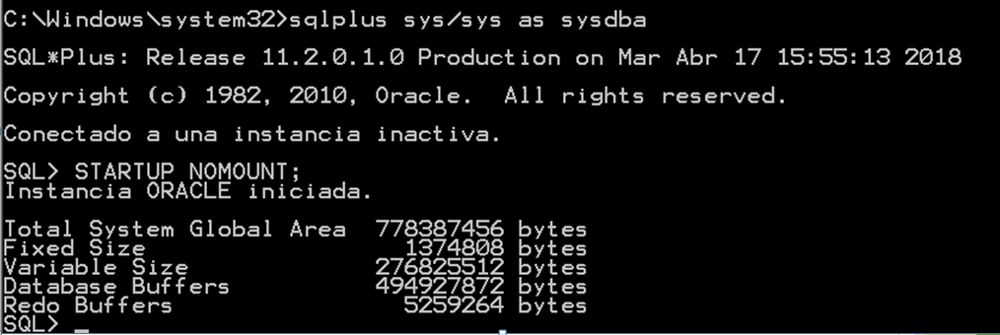 C:\Windows\system32>sqlplus sys/sys as sysdba
SQL*Plus: Release 11.2.0.1.0 Production on Mar Abr 17 15:55:13 2018
Copyright (c) 1982, 2010, Oracle.  All rights reserved.
Conectado a una instancia inactiva.
SQL> STARTUP NOMOUNT;
Instancia ORACLE iniciada.
Total System Global Area  778387456 bytes
Fixed Size                  1374808 bytes
Variable Size             276825512 bytes
Database Buffers          494927872 bytes
Redo Buffers                5259264 bytes
SQL> _